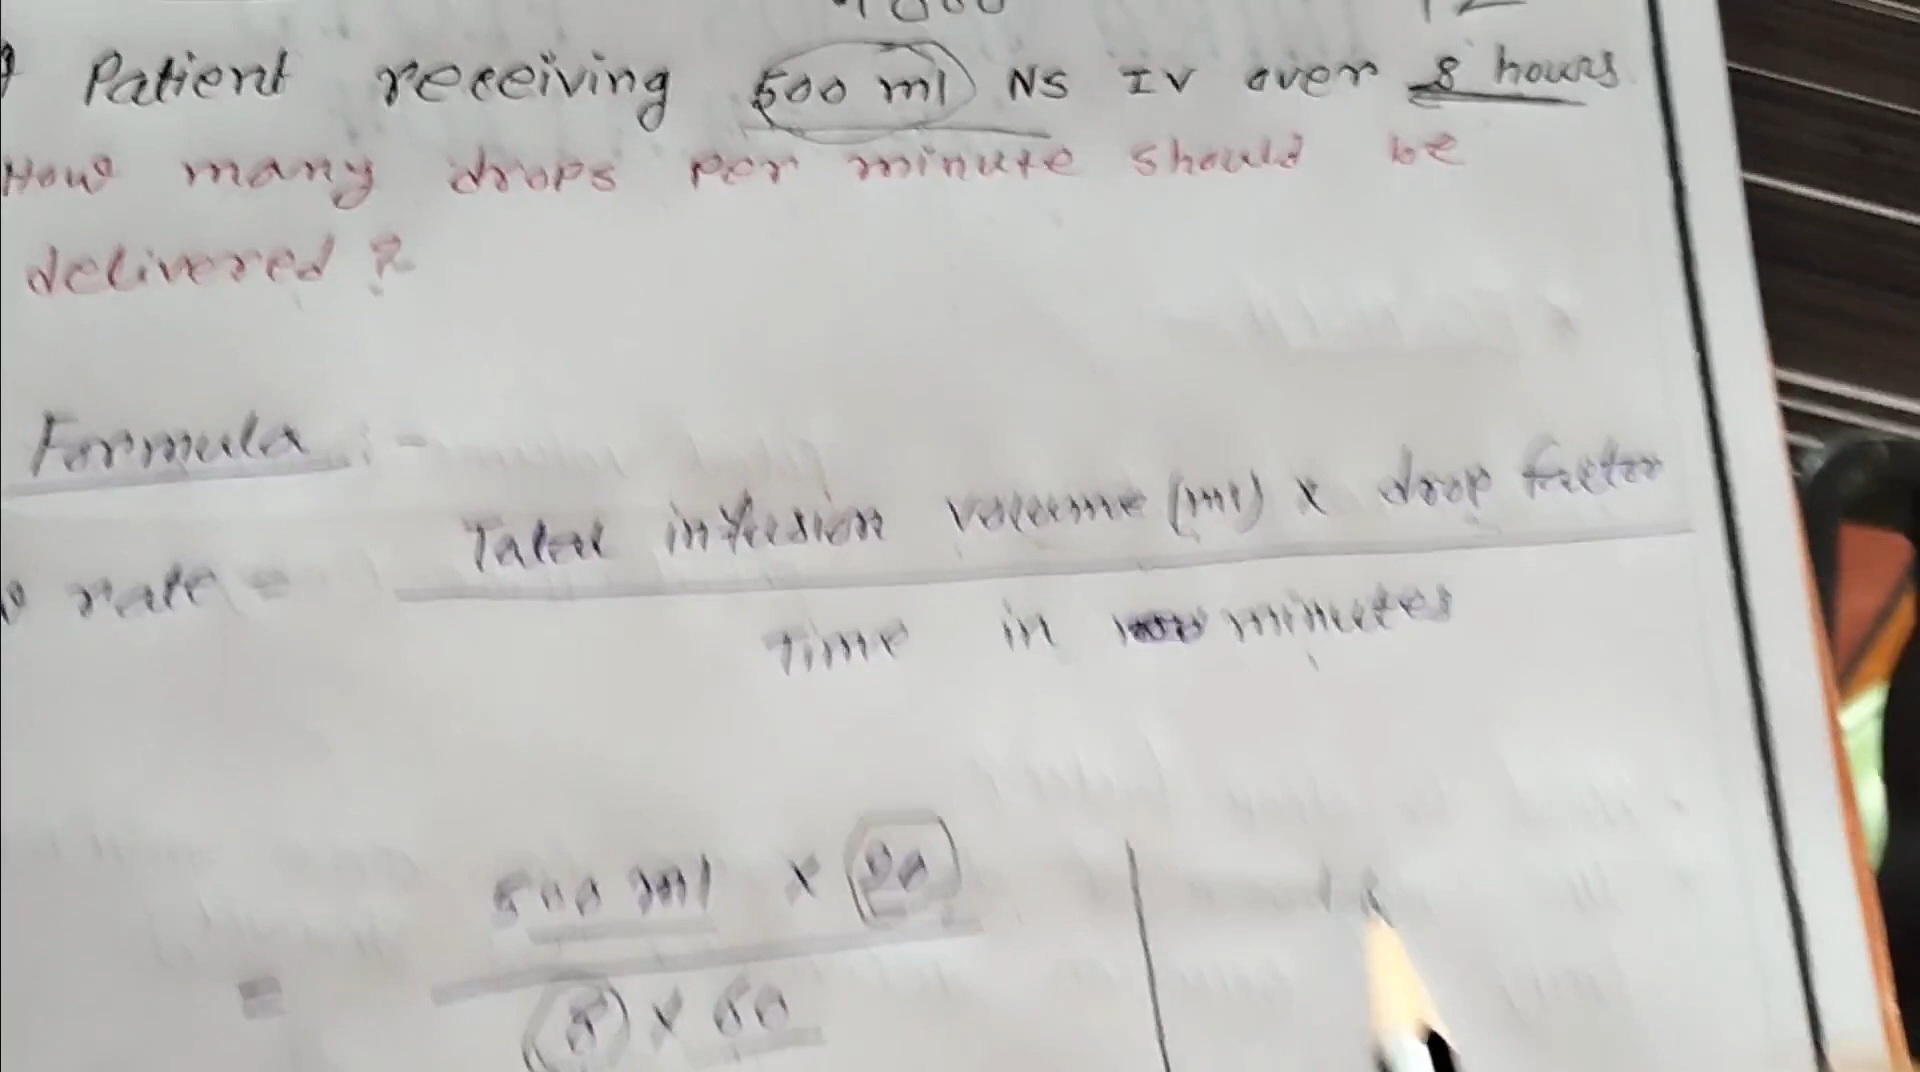 Patient receiving 500 ml NS IV over 8 hours
How many drops per minute should be
delivered ?
Formula :-
Total infusion volume (ml) x drop factor
rate =
Time in minutes
500 ml x 20
=
8 x 60